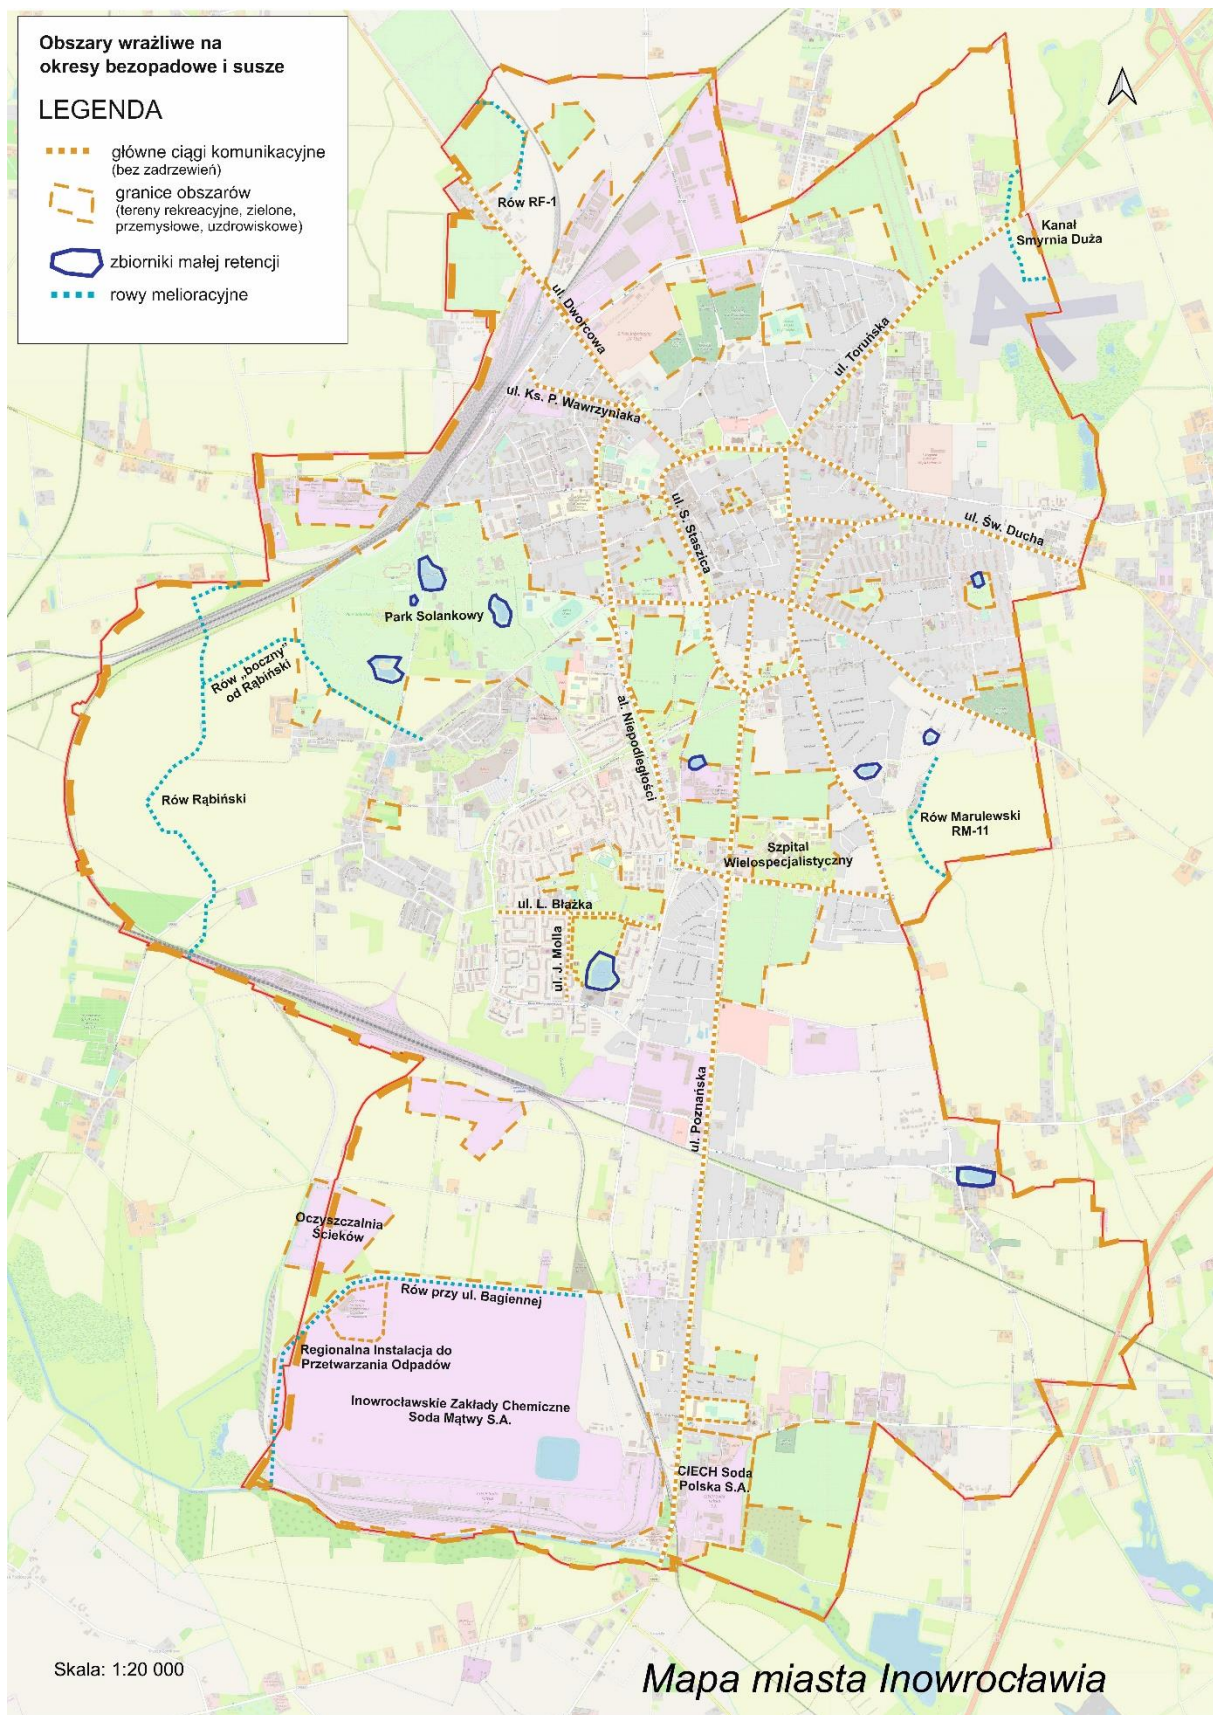 Obszary wrażliwe na
okresy bezopadowe i susze
LEGENDA
główne ciągi komunikacyjne
(bez zadrzewień)
granice obszarów
(tereny rekreacyjne, zielone,
przemysłowe, uzdrowiskowe)
zbiorniki małej retencji
rowy melioracyjne
Rów RF-1
Kanał
Smyrnia Duża
ul. Dworcowa
ul. Toruńska
ul. Ks. P. Wawrzyniaka
ul. S. Staszica
ul. Św. Ducha
Park Solankowy
Rów „boczny”
od Rąbiński
al. Niepodległości
Rów Rąbiński
Rów Marulewski
RM-11
Szpital
Wielospecjalistyczny
ul. L. Błażka
ul. J. Molla
ul. Poznańska
Oczyszczalnia
Ścieków
Rów przy ul. Bagiennej
Regionalna Instalacja do
Przetwarzania Odpadów
Inowrocławskie Zakłady Chemiczne
Soda Mątwy S.A.
CIECH Soda
Polska S.A.
Skala: 1:20 000
Mapa miasta Inowrocławia